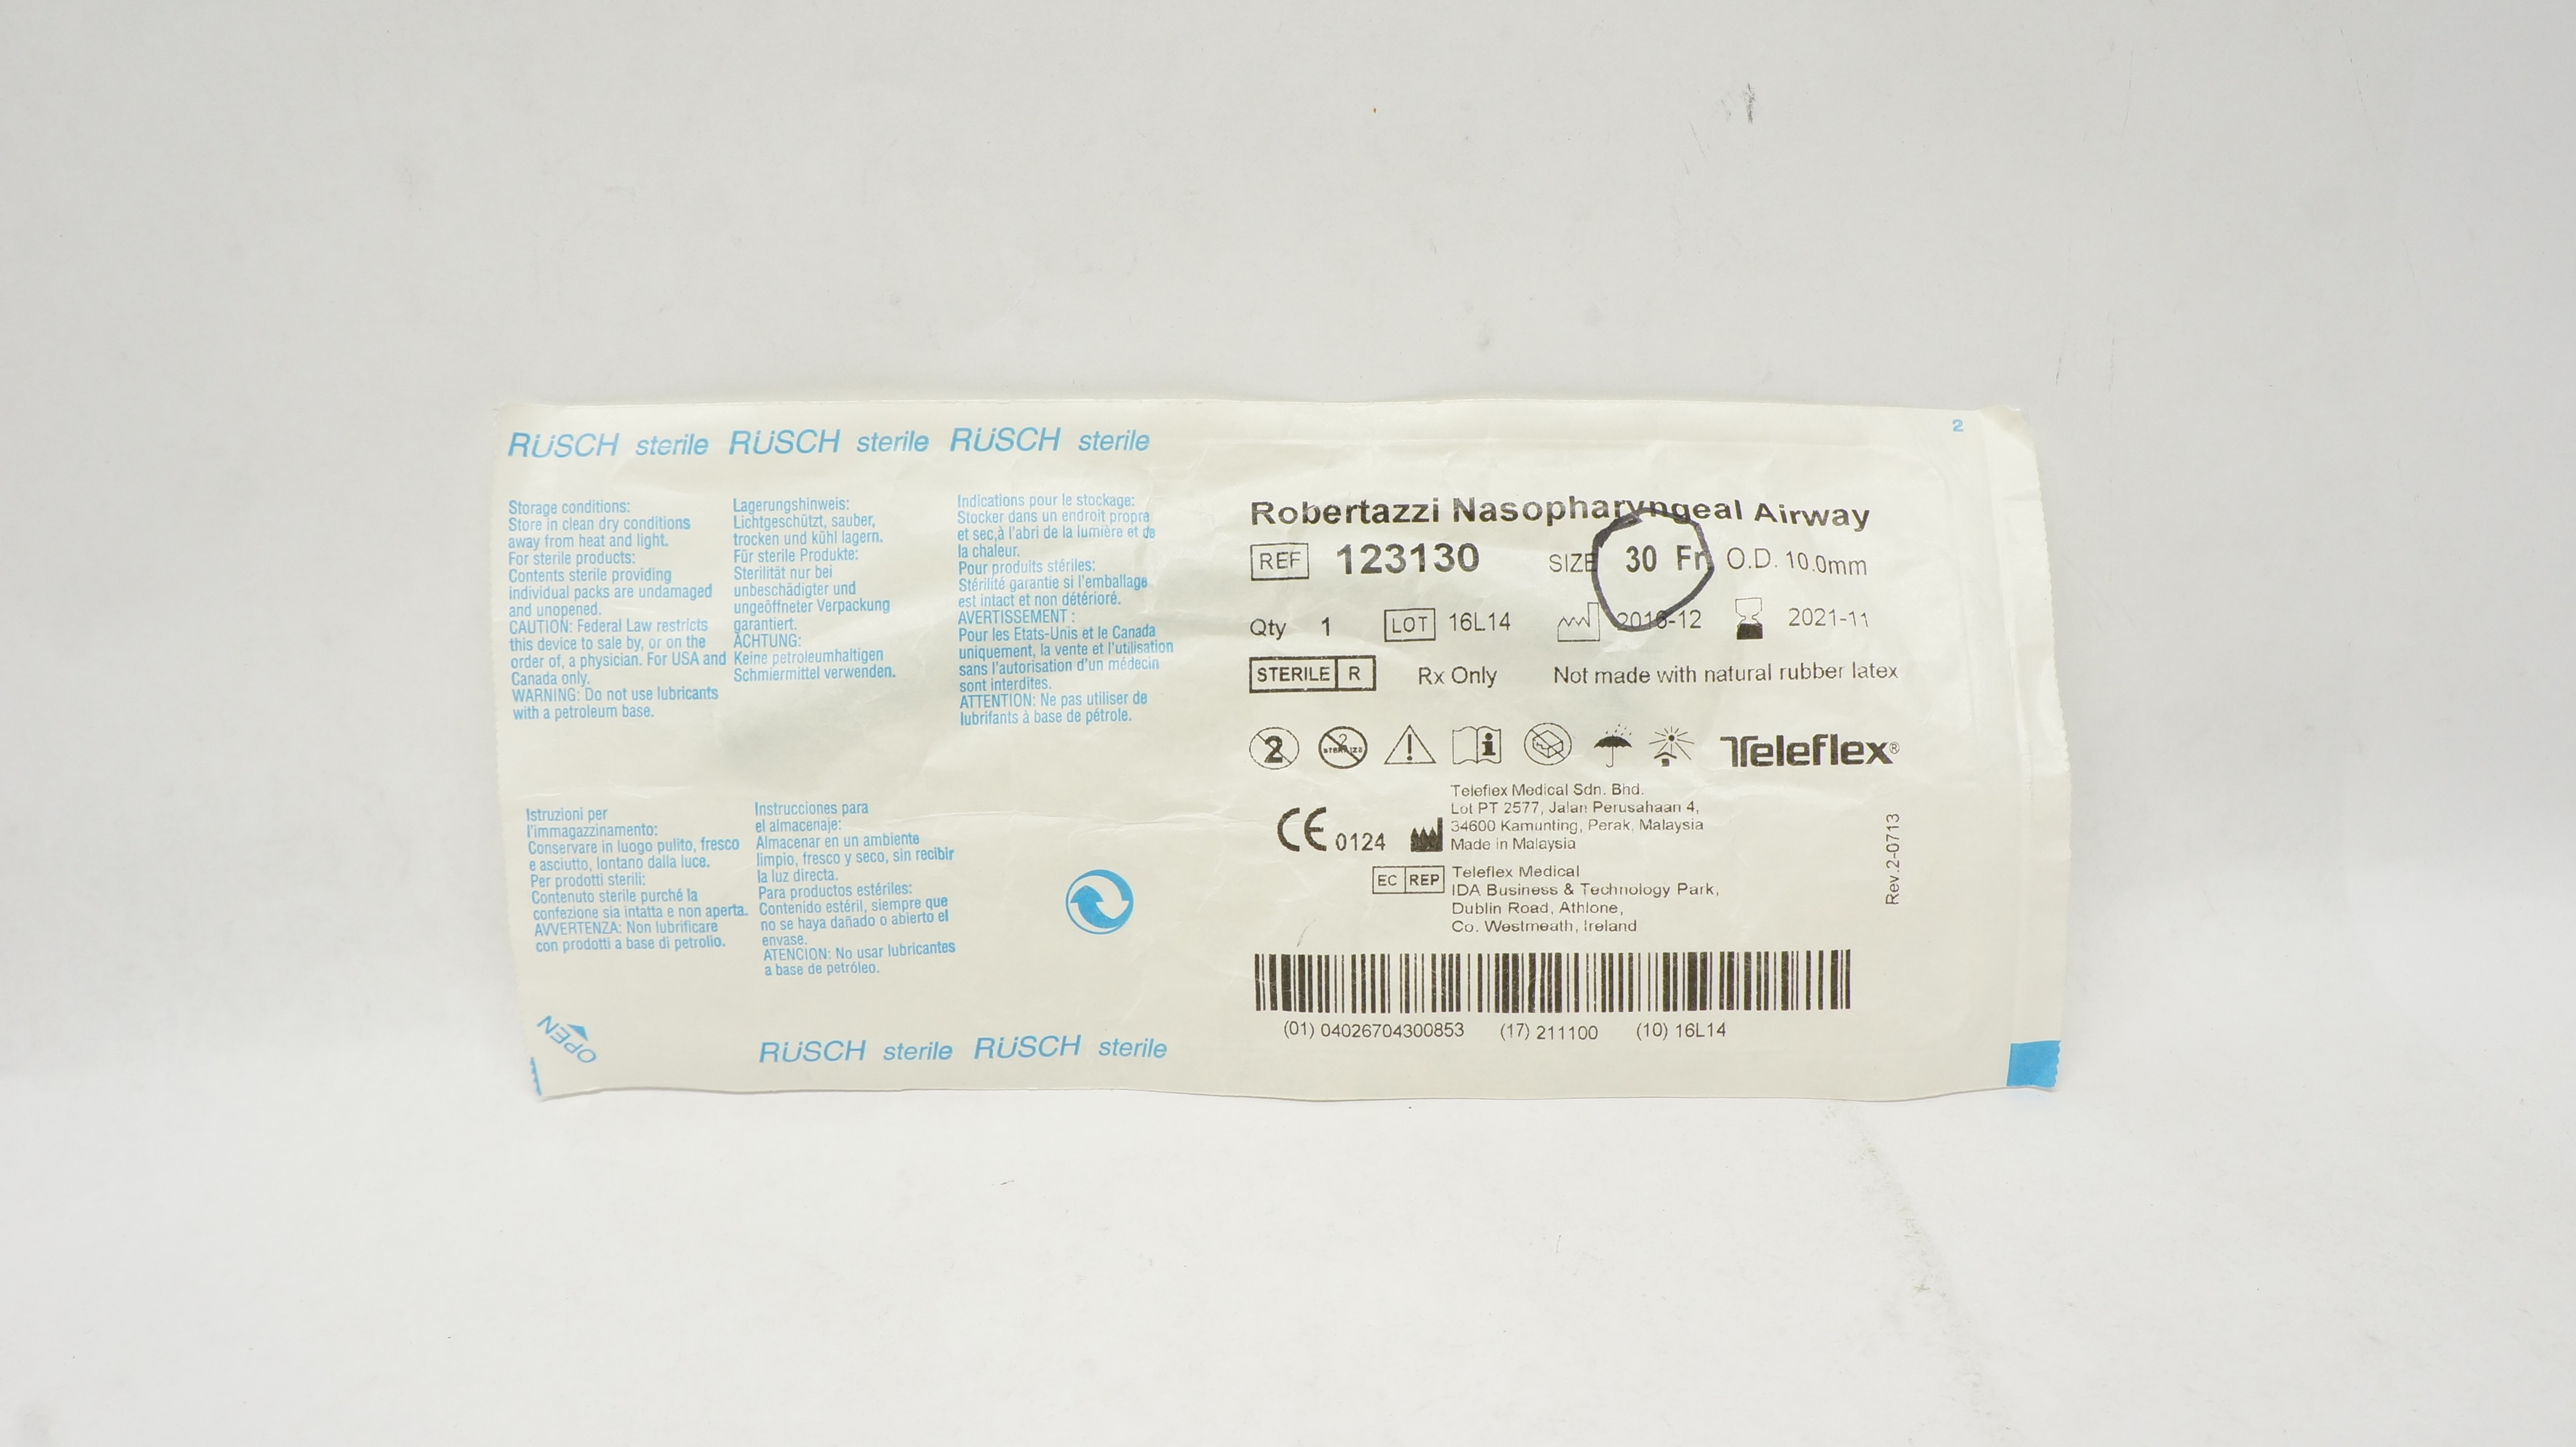 RÜSCH sterile RÜSCH sterile RÜSCH sterile
2
Storage conditions:
Store in clean dry conditions
away from heat and light.
For sterile products:
Contents sterile providing
individual packs are undamaged
and unopened.
CAUTION: Federal Law restricts
this device to sale by, or on the
order of, a physician. For USA and
Canada only.
WARNING: Do not use lubricants
with a petroleum base.
Lagerungshinweis:
Lichtgeschützt, sauber,
trocken und kühl lagern.
Für sterile Produkte:
Sterilität nur bei
unbeschädigter und
ungeöffneter Verpackung
garantiert.
ACHTUNG:
Keine petroleumhaltigen
Schmiermittel verwenden.
Indications pour le stockage:
Stocker dans un endroit propre
et sec,à l'abri de la lumière et de
la chaleur.
Pour produits stériles:
Stérilité garantie si l'emballage
est intact et non détérioré.
AVERTISSEMENT :
Pour les Etats-Unis et le Canada
uniquement, la vente et l'utilisation
sans l'autorisation d'un médecin
sont interdites.
ATTENTION: Ne pas utiliser de
lubrifants à base de pétrole.
Istruzioni per
l'immagazzinamento:
Conservare in luogo pulito, fresco
e asciutto, lontano dalla luce.
Per prodotti sterili:
Contenuto sterile purché la
confezione sia intatta e non aperta.
AVVERTENZA: Non lubrificare
con prodotti a base di petrolio.
Instrucciones para
el almacenaje:
Almacenar en un ambiente
limpio, fresco y seco, sin recibir
la luz directa.
Para productos estériles:
Contenido estéril, siempre que
no se haya dañado o abierto el
envase.
ATENCION: No usar lubricantes
a base de petróleo.
OPEN
RÜSCH sterile RÜSCH sterile
Robertazzi Nasopharyngeal Airway
REF 123130 SIZE 30 Fr O.D. 10.0mm
Qty 1 LOT 16L14 2016-12 2021-11
STERILE R Rx Only Not made with natural rubber latex
2 2 STERILIZE Teleflex®
Teleflex Medical Sdn. Bhd.
Lot PT 2577, Jalan Perusahaan 4,
34600 Kamunting, Perak, Malaysia
Made in Malaysia
CE 0124
EC REP Teleflex Medical
IDA Business & Technology Park,
Dublin Road, Athlone,
Co. Westmeath, Ireland
Rev.2-0713
(01) 04026704300853 (17) 211100 (10) 16L14